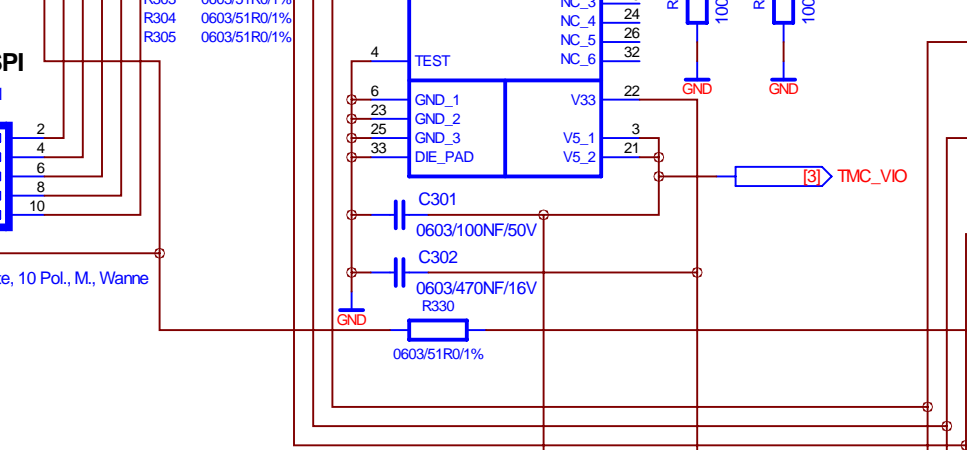 R304 0603/51R0/1%
R305 0603/51R0/1%
NC_4 24
NC_5 26
NC_6 32
4 TEST
GND GND
6 GND_1
23 GND_2
25 GND_3
33 DIE_PAD
V33 22
V5_1 3
V5_2 21
[3] TMC_VIO
2
4
6
8
10
C301
0603/100NF/50V
C302
0603/470NF/16V
GND
R330
0603/51R0/1%
10 Pol., M., Wanne